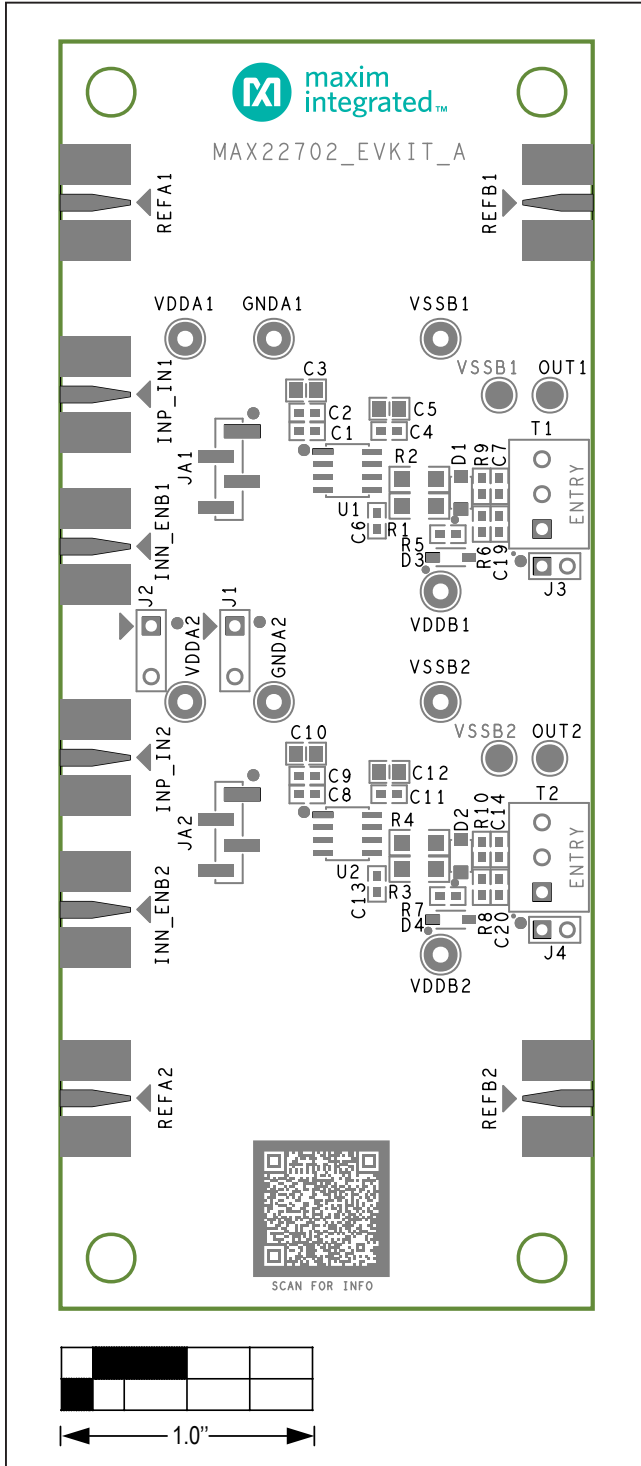 maxim
integrated™
MAX22702_EVKIT_A
REFA1
REFB1
VDDA1
GNDA1
VSSB1
VSSB1
OUT1
INP_IN1
C3
C2
C1
C5
C4
JA1
R2
D1
R9
C7
T1
ENTRY
INN_ENB1
U1
C6
R1
R5
D3
R6
C19
J3
VDDB1
J2
VDDA2
J1
GNDA2
VSSB2
VSSB2
OUT2
INP_IN2
C10
C9
C8
C12
C11
JA2
R4
D2
R10
C14
T2
ENTRY
INN_ENB2
U2
C13
R3
R7
D4
R8
C20
J4
VDDB2
REFA2
REFB2
SCAN FOR INFO
1.0”